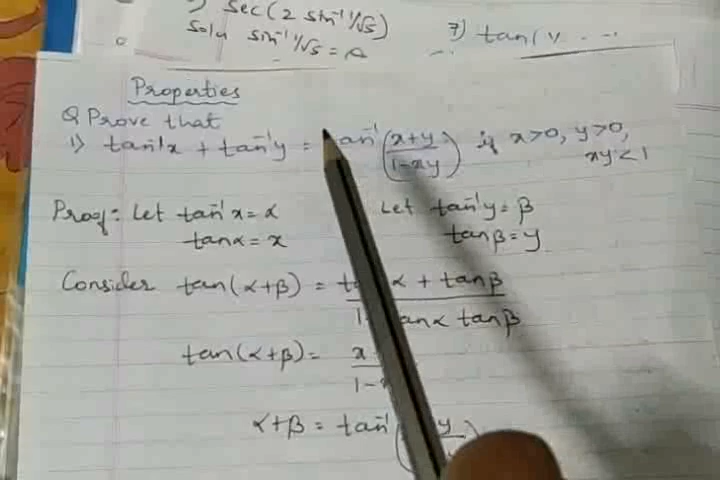 sec(2 sin⁻¹ 1/√5)
Soln sin⁻¹ 1/√5 = A
7) tan(
Properties
Q Prove that
1) tan⁻¹x + tan⁻¹y = tan⁻¹(x+y/1-xy) if x>0, y>0,
xy<1
Proof: Let tan⁻¹x = α Let tan⁻¹y = β
tanα = x tanβ = y
Consider tan(α+β) = α + tanβ
tanα tanβ
tan(α+β) = x
1-
α+β = tan⁻¹( y